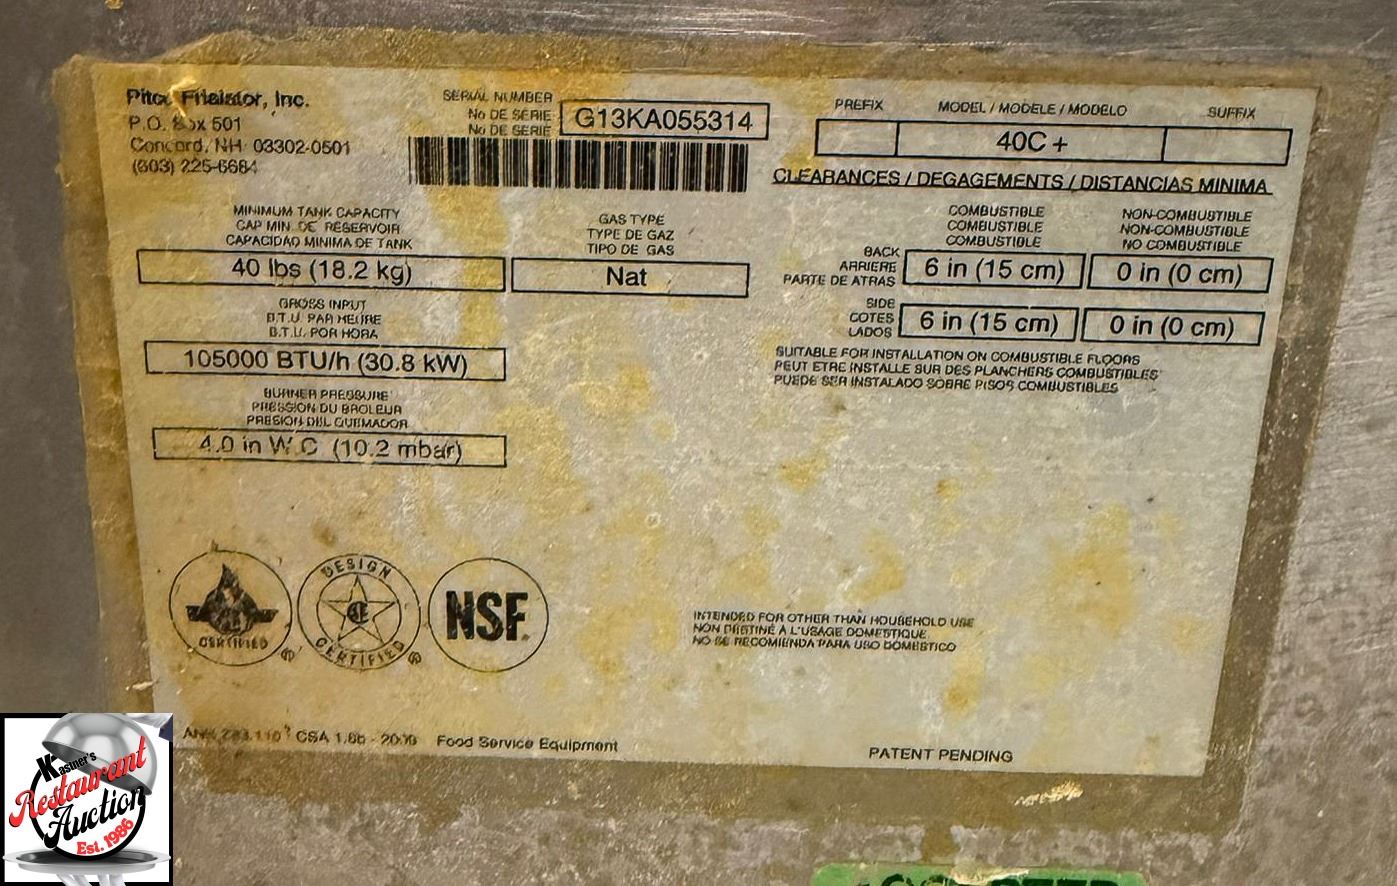 Pitco Frialator, Inc.
P.O. Box 501
Concord, NH 03302-0501
(603) 225-6684
SERIAL NUMBER
No DE SÉRIE
No DE SERIE
G13KA055314
PREFIX
MODEL / MODÈLE / MODELO
SUFFIX
40C +
CLEARANCES / DEGAGEMENTS / DISTANCIAS MINIMA
MINIMUM TANK CAPACITY
CAP MIN. DE RÉSERVOIR
CAPACIDAD MINIMA DE TANK
40 lbs (18.2 kg)
GAS TYPE
TYPE DE GAZ
TIPO DE GAS
Nat
GROSS INPUT
B.T.U. PAR HEURE
B.T.U. POR HORA
105000 BTU/h (30.8 kW)
BURNER PRESSURE
PRESSION DU BRÛLEUR
PRESION DEL QUEMADOR
4.0 in W.C (10.2 mbar)
COMBUSTIBLE
COMBUSTIBLE
COMBUSTIBLE
NON-COMBUSTIBLE
NON-COMBUSTIBLE
NO COMBUSTIBLE
BACK
ARRIERE
PARTE DE ATRAS
6 in (15 cm)
0 in (0 cm)
SIDE
COTES
LADOS
6 in (15 cm)
0 in (0 cm)
SUITABLE FOR INSTALLATION ON COMBUSTIBLE FLOORS
PEUT ETRE INSTALLE SUR DES PLANCHERS COMBUSTIBLES
PUEDE SER INSTALADO SOBRE PISOS COMBUSTIBLES
CERTIFIED ®
DESIGN
CERTIFIED ®
NSF.
INTENDED FOR OTHER THAN HOUSEHOLD USE
NON DESTINÉ A L'USAGE DOMESTIQUE
NO SE RECOMIENDA PARA USO DOMESTICO
CSA 1.8b - Food Service Equipment
PATENT PENDING
Kastner's
Restaurant
Auction
Est. 1986